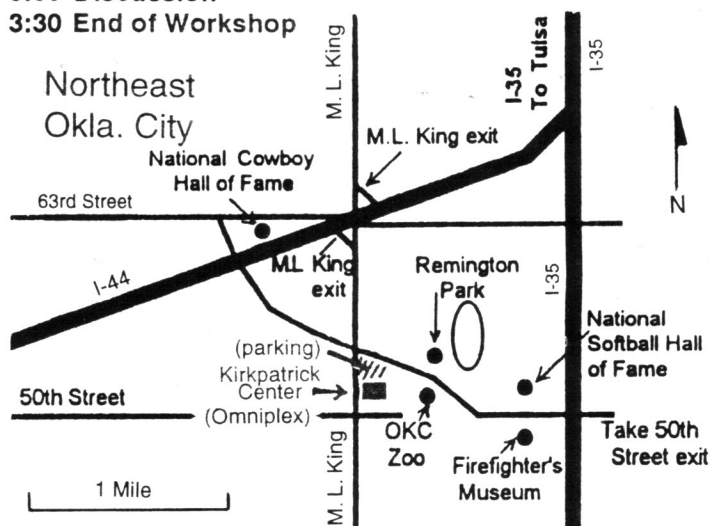 3:30 End of Workshop
Northeast
Okla. City
M. L. King
I-35
To Tulsa
I-35
M.L. King exit
National Cowboy
Hall of Fame
63rd Street
N
I-44
M.L King
exit
Remington
Park
I-35
National
Softball Hall
of Fame
(parking)
Kirkpatrick
Center
(Omniplex)
50th Street
OKC
Zoo
Firefighter's
Museum
Take 50th
Street exit
M. L. King
1 Mile